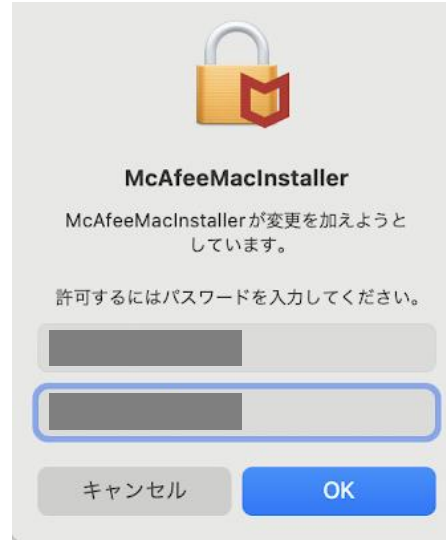 McAfeeMacInstaller
McAfeeMacInstallerが変更を加えようと
しています。
許可するにはパスワードを入力してください。
キャンセル
OK